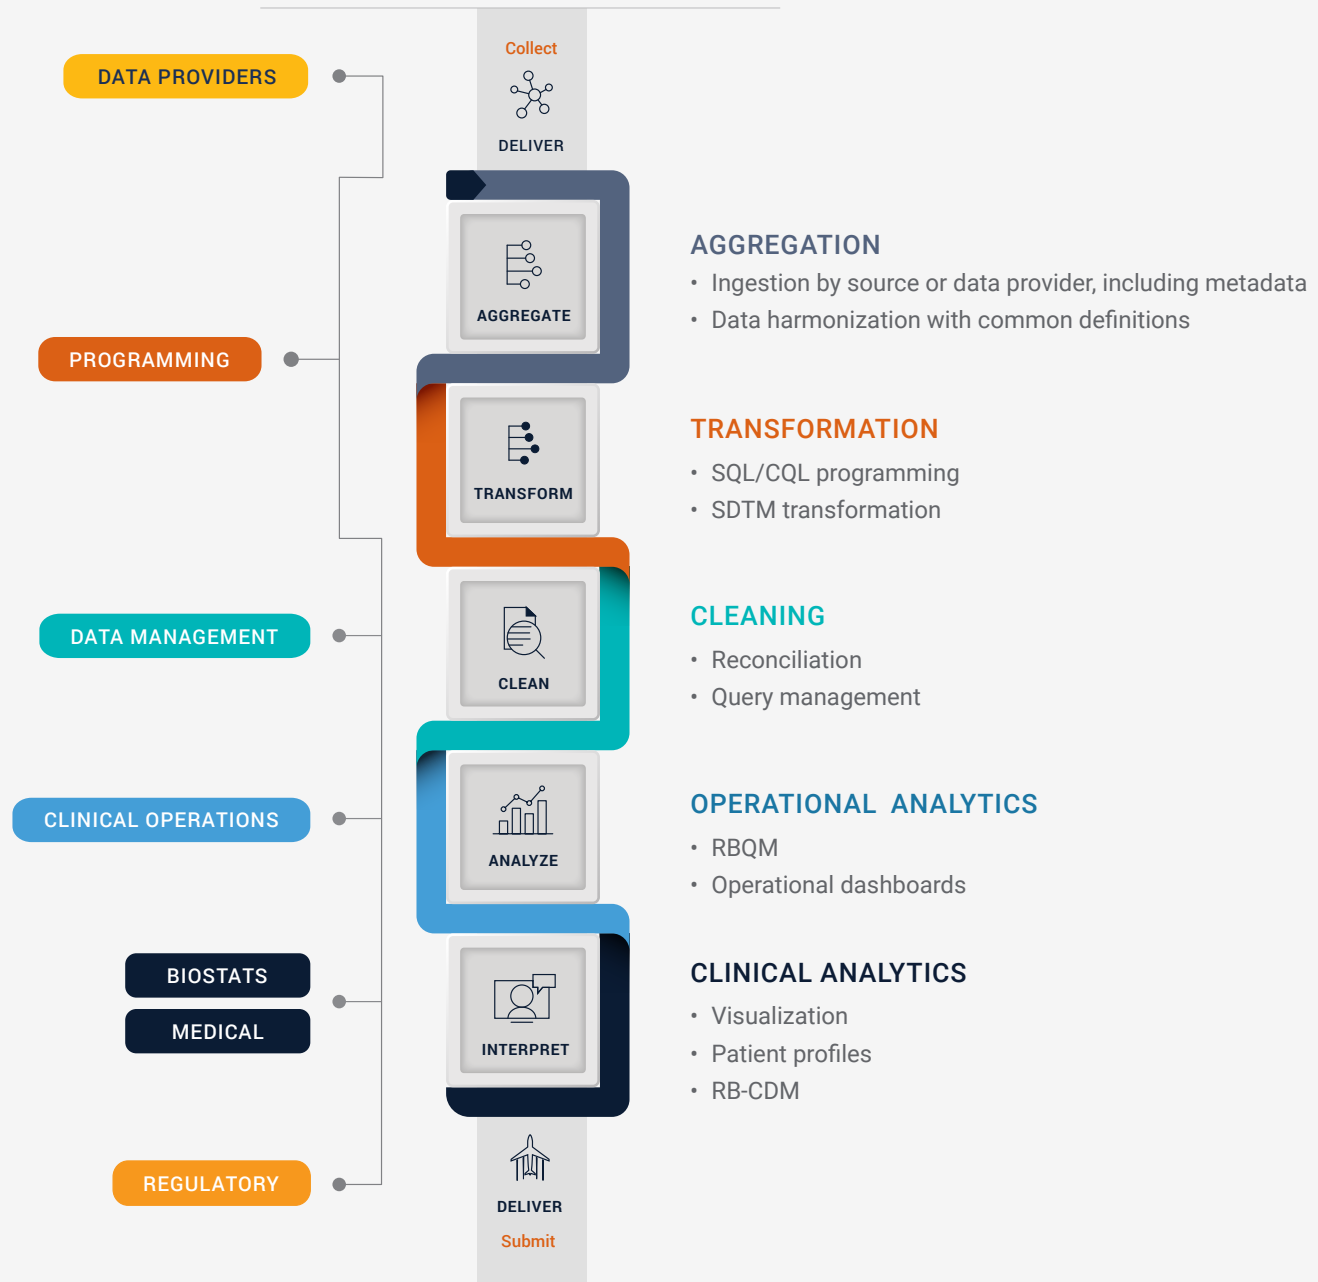 Collect
DATA PROVIDERS
DELIVER
AGGREGATE
AGGREGATION
• Ingestion by source or data provider, including metadata
• Data harmonization with common definitions
PROGRAMMING
TRANSFORM
TRANSFORMATION
• SQL/CQL programming
• SDTM transformation
DATA MANAGEMENT
CLEAN
CLEANING
• Reconciliation
• Query management
CLINICAL OPERATIONS
ANALYZE
OPERATIONAL ANALYTICS
• RBQM
• Operational dashboards
BIOSTATS
MEDICAL
INTERPRET
CLINICAL ANALYTICS
• Visualization
• Patient profiles
• RB-CDM
REGULATORY
DELIVER
Submit